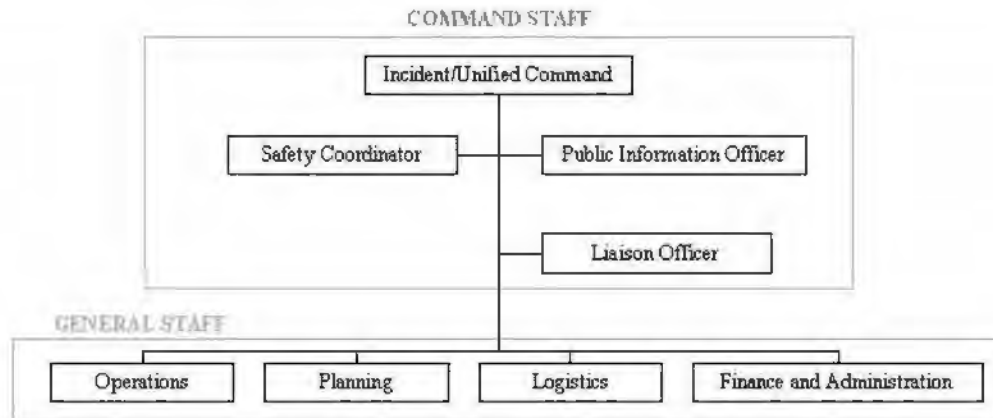 COMMAND STAFF
Incident/Unified Command
Safety Coordinator
Public Information Officer
Liaison Officer
GENERAL STAFF
Operations
Planning
Logistics
Finance and Administration